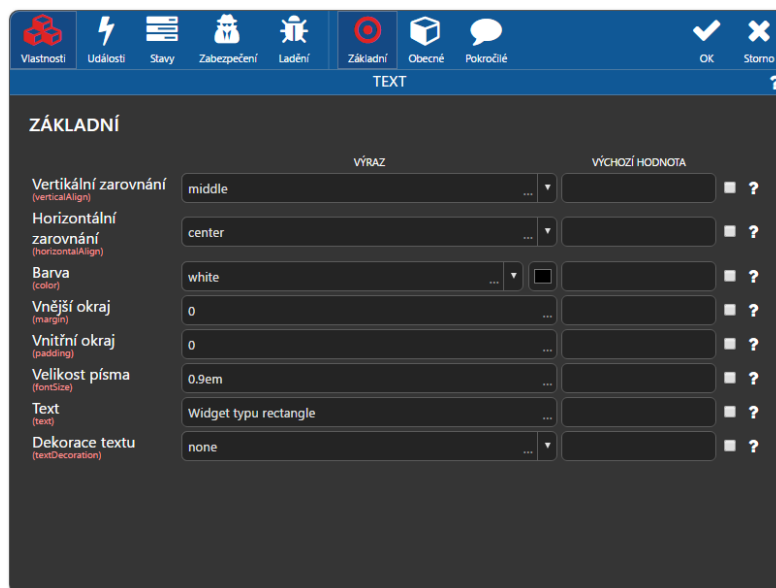 Vlastnosti Události Stavy Zabezpečení Ladění Základní Obecné Pokročilé OK Storno
TEXT ?
ZÁKLADNÍ
VÝRAZ VÝCHOZÍ HODNOTA
Vertikální zarovnání middle ... ?
(verticalAlign)
Horizontální
zarovnání center ... ?
(horizontalAlign)
Barva white ... ?
(color)
Vnější okraj 0 ... ?
(margin)
Vnitřní okraj 0 ... ?
(padding)
Velikost písma 0.9em ... ?
(fontSize)
Text Widget typu rectangle ... ?
(text)
Dekorace textu none ... ?
(textDecoration)